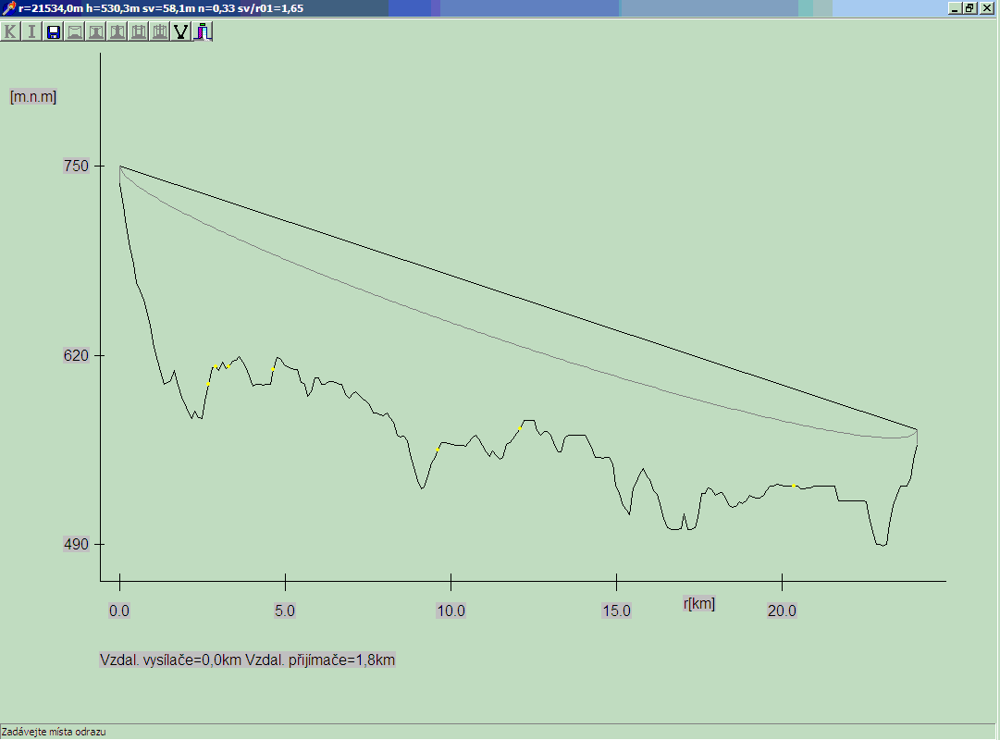 r=21534,0m h=530,3m sv=58,1m n=0,33 sv/r01=1,65
K I V
[m.n.m]
750
620
490
0.0 5.0 10.0 15.0 r[km] 20.0
Vzdal. vysílače=0,0km Vzdal. přijímače=1,8km
Zadávejte místa odrazu